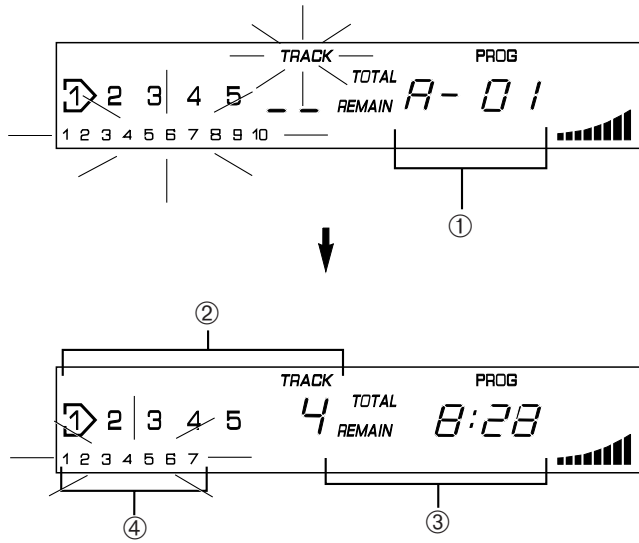 TRACK PROG
1 2 3 4 5 _ _ TOTAL REMAIN A- 01
1 2 3 4 5 6 7 8 9 10
①
②
TRACK PROG
1 2 3 4 5 4 TOTAL REMAIN 8:28
1 2 3 4 5 6 7
④ ③